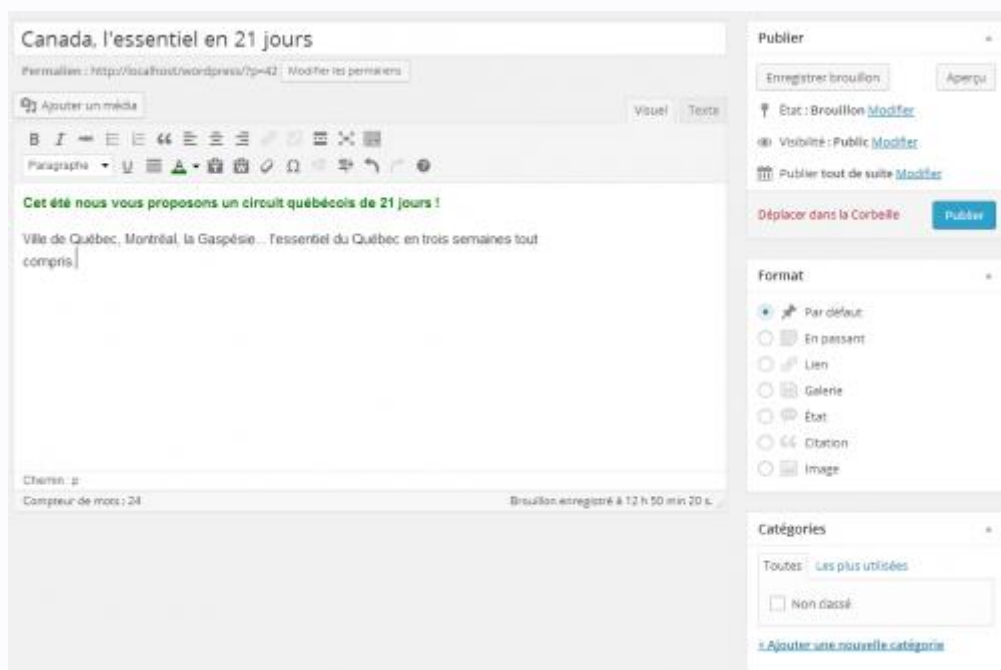 Canada, l'essentiel en 21 jours
Permalien : http://localhost/wordpress/?p=42 Modifier les permaliens
Ajouter un média
Visuel Texte
B I “
Paragraphe U A Ω
Cet été nous vous proposons un circuit québécois de 21 jours !
Ville de Québec, Montréal, la Gaspésie... l'essentiel du Québec en trois semaines tout
compris.
Chemin: p
Compteur de mots : 24
Brouillon enregistré à 12 h 50 min 20 s.
Publier
Enregistrer brouillon Aperçu
État : Brouillon Modifier
Visibilité : Public Modifier
Publier tout de suite Modifier
Déplacer dans la Corbeille Publier
Format
Par défaut
En passant
Lien
Galerie
État
Citation
Image
Catégories
Toutes Les plus utilisées
Non classé
+ Ajouter une nouvelle catégorie